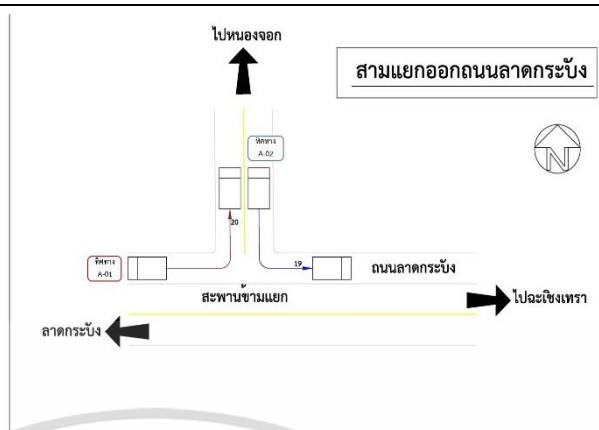 ไปหนองจอก
สามแยกออกถนนลาดกระบัง
ทิศทาง
A-02
N
20
ทิศทาง
A-01
19
ถนนลาดกระบัง
สะพานข้ามแยก
ไปฉะเชิงเทรา
ลาดกระบัง